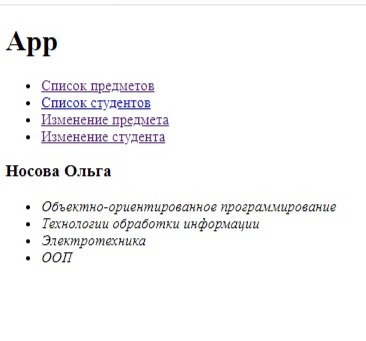 App
Список предметов
Список студентов
Изменение предмета
Изменение студента
Носова Ольга
Объектно-ориентированное программирование
Технологии обработки информации
Электротехника
ООП